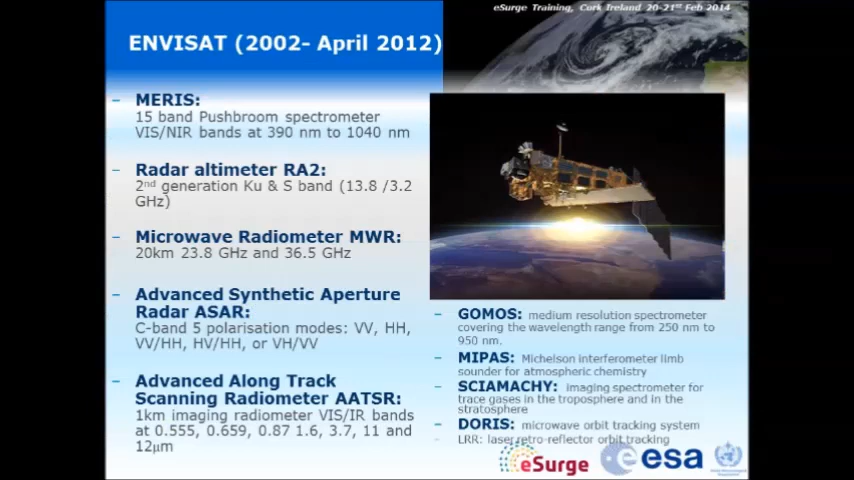 eSurge Training, Cork Ireland 20-21st Feb 2014
ENVISAT (2002- April 2012)
– MERIS:
15 band Pushbroom spectrometer
VIS/NIR bands at 390 nm to 1040 nm
– Radar altimeter RA2:
2nd generation Ku & S band (13.8 /3.2
GHz)
– Microwave Radiometer MWR:
20km 23.8 GHz and 36.5 GHz
– Advanced Synthetic Aperture
Radar ASAR:
C-band 5 polarisation modes: VV, HH,
VV/HH, HV/HH, or VH/VV
– Advanced Along Track
Scanning Radiometer AATSR:
1km imaging radiometer VIS/IR bands
at 0.555, 0.659, 0.87 1.6, 3.7, 11 and
12µm
– GOMOS: medium resolution spectrometer
covering the wavelength range from 250 nm to
950 nm.
– MIPAS: Michelson interferometer limb
sounder for atmospheric chemistry
– SCIAMACHY: imaging spectrometer for
trace gases in the troposphere and in the
stratosphere
– DORIS: microwave orbit tracking system
– LRR: laser retro-reflector orbit tracking
eSurge
esa